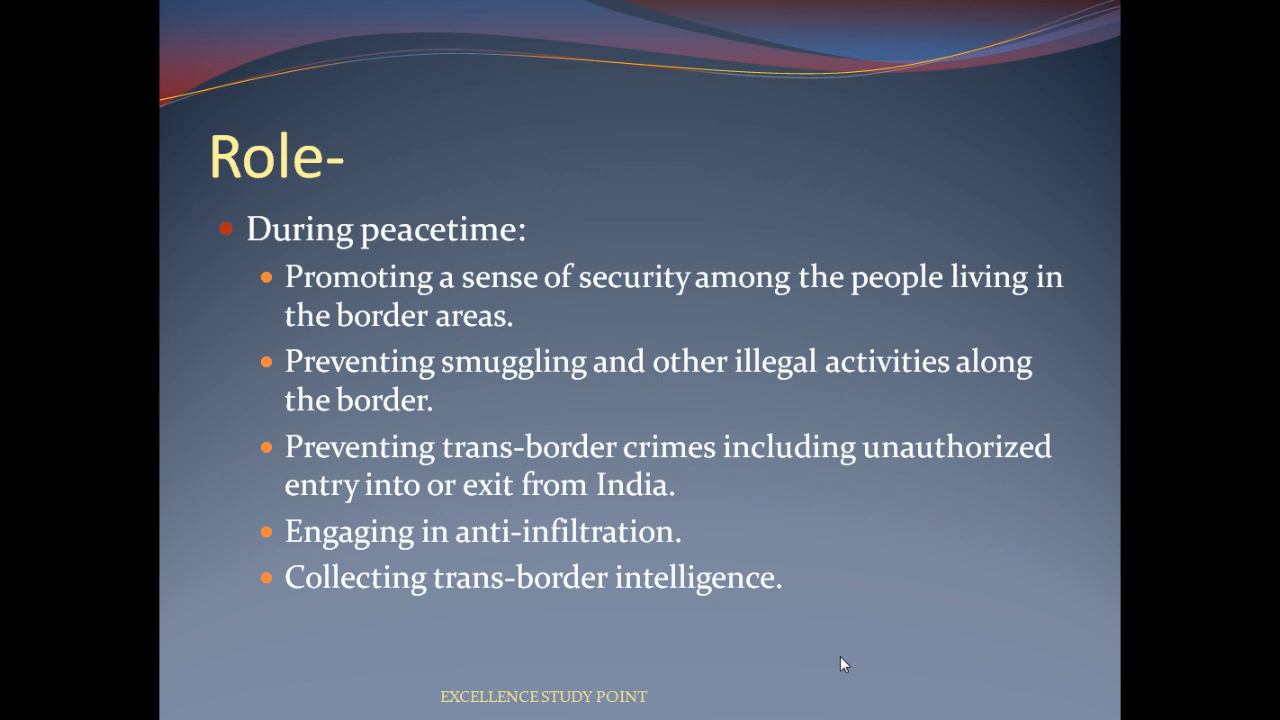 Role-
During peacetime:
Promoting a sense of security among the people living in
the border areas.
Preventing smuggling and other illegal activities along
the border.
Preventing trans-border crimes including unauthorized
entry into or exit from India.
Engaging in anti-infiltration.
Collecting trans-border intelligence.
EXCELLENCE STUDY POINT